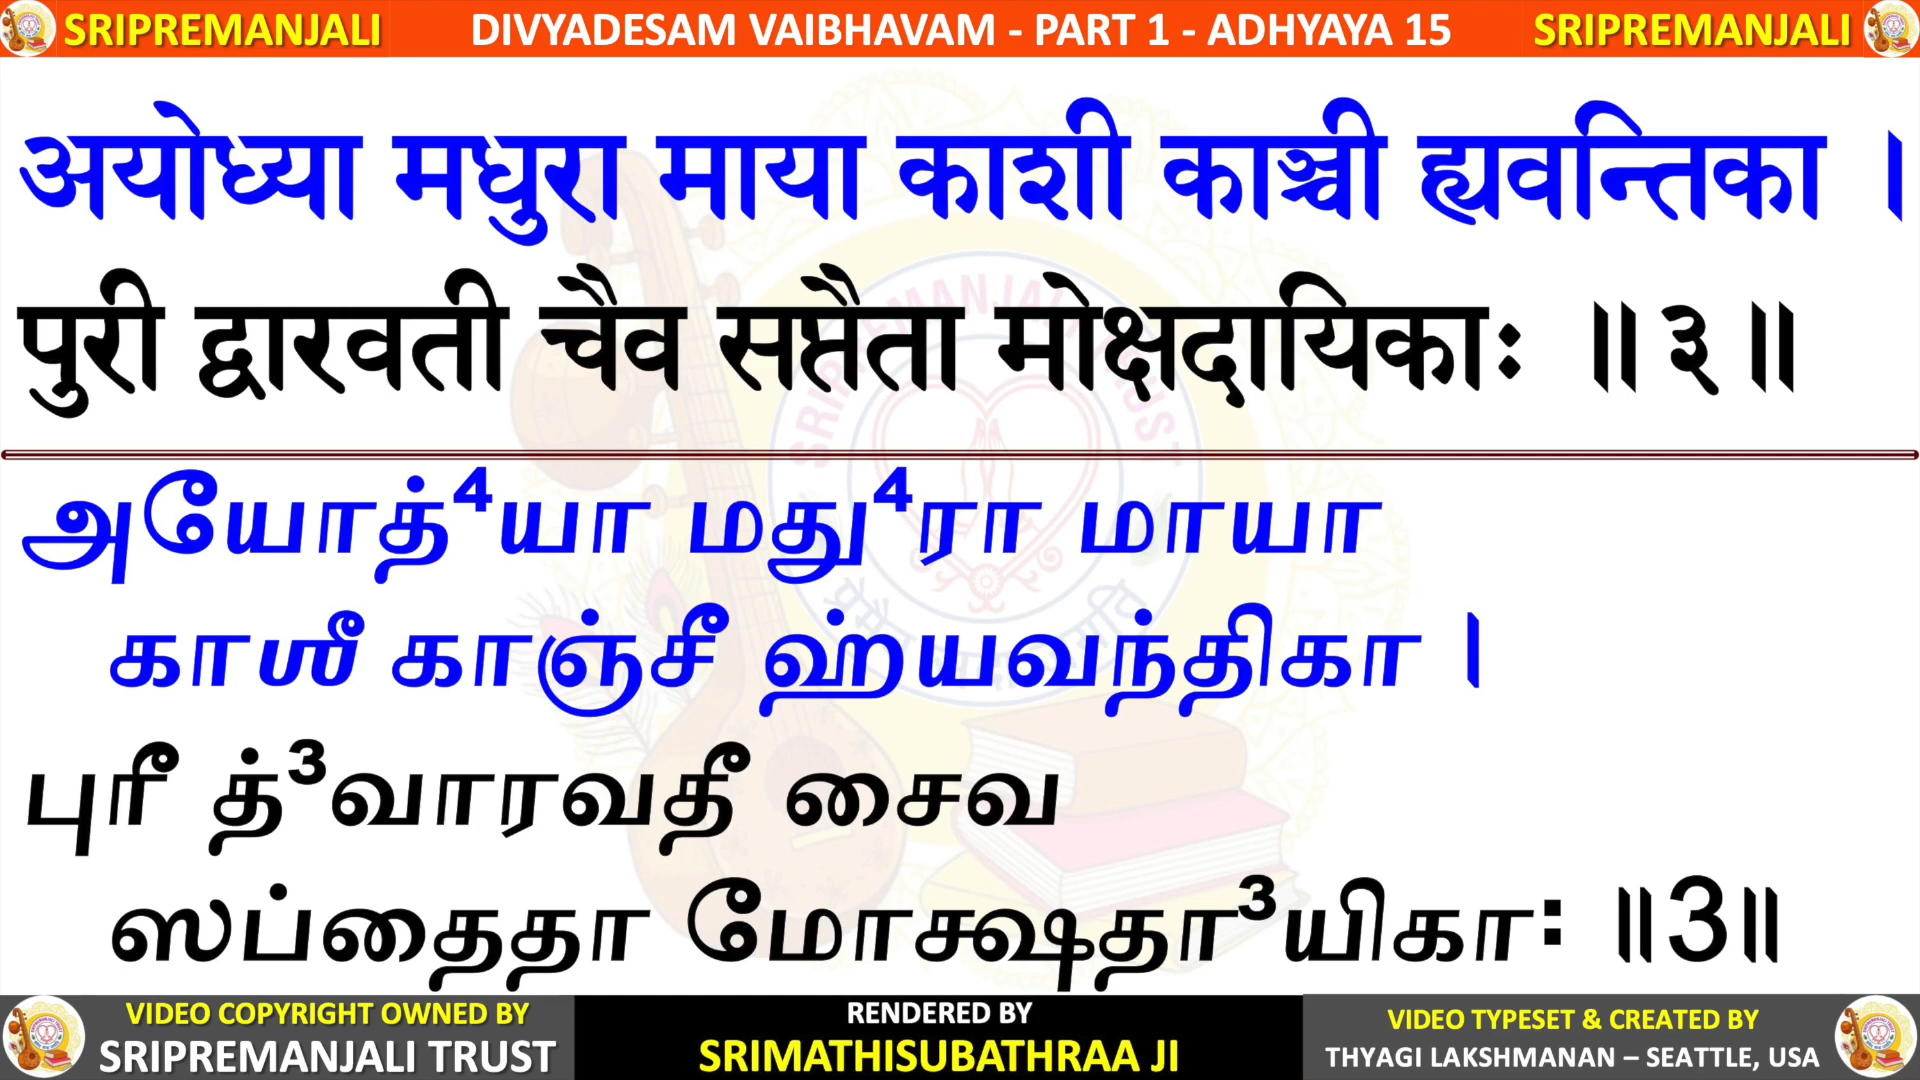 SRIPREMANJALI DIVYADESAM VAIBHAVAM - PART 1 - ADHYAYA 15 SRIPREMANJALI
अयोध्या मधुरा माया काशी काञ्ची ह्यवन्तिका ।
पुरी द्वारवती चैव सप्तैता मोक्षदायिकाः ॥३॥
அயோத்⁴யா மது⁴ரா மாயா
காஶீ காஞ்சீ ஹ்யவந்திகா ।
புரீ த்³வாரவதீ சைவ
ஸப்தைதா மோக்ஷதா³யிகா: ॥3॥
VIDEO COPYRIGHT OWNED BY
SRIPREMANJALI TRUST
RENDERED BY
SRIMATHISUBATHRAA JI
VIDEO TYPESET & CREATED BY
THYAGI LAKSHMANAN – SEATTLE, USA